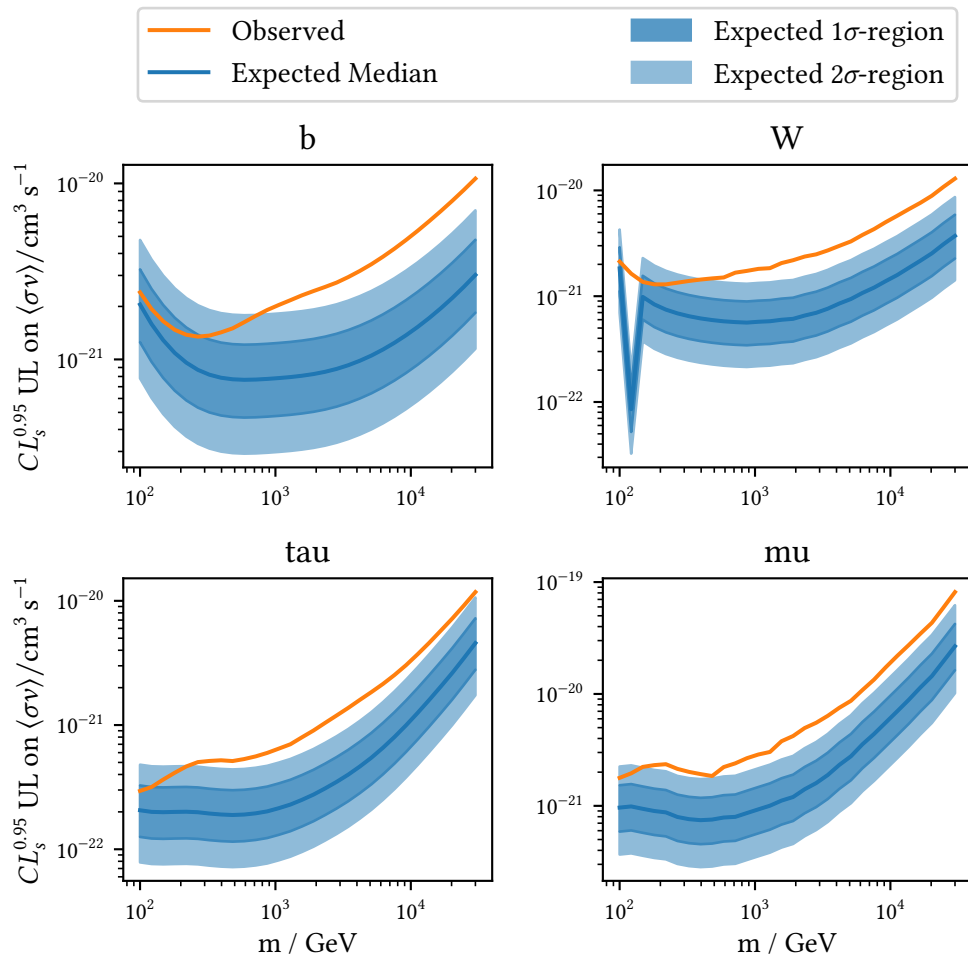 Observed
Expected Median
Expected 1σ-region
Expected 2σ-region
b
W
CL_s^0.95 UL on ⟨σv⟩/cm³ s⁻¹
10⁻²⁰
10⁻²¹
10² 10³ 10⁴
10⁻²⁰
10⁻²¹
10⁻²²
10² 10³ 10⁴
tau
mu
CL_s^0.95 UL on ⟨σv⟩/cm³ s⁻¹
10⁻²⁰
10⁻²¹
10⁻²²
10² 10³ 10⁴
m / GeV
10⁻¹⁹
10⁻²⁰
10⁻²¹
10² 10³ 10⁴
m / GeV